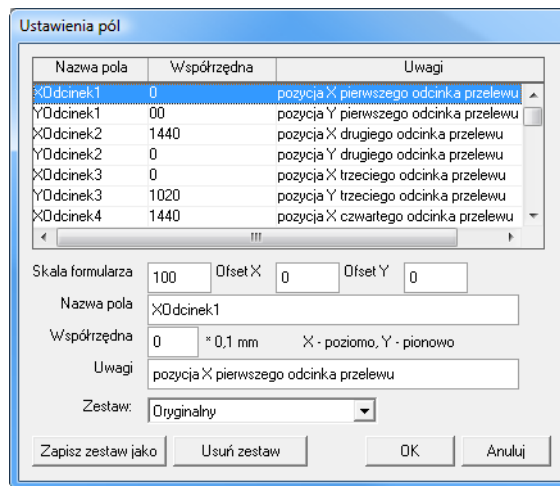 Ustawienia pól
Nazwa pola Współrzędna Uwagi
XOdcinek1 0 pozycja X pierwszego odcinka przelewu
YOdcinek1 00 pozycja Y pierwszego odcinka przelewu
XOdcinek2 1440 pozycja X drugiego odcinka przelewu
YOdcinek2 0 pozycja Y drugiego odcinka przelewu
XOdcinek3 0 pozycja X trzeciego odcinka przelewu
YOdcinek3 1020 pozycja Y trzeciego odcinka przelewu
XOdcinek4 1440 pozycja X czwartego odcinka przelewu
Skala formularza 100 Ofset X 0 Ofset Y 0
Nazwa pola XOdcinek1
Współrzędna 0 * 0,1 mm X - poziomo, Y - pionowo
Uwagi pozycja X pierwszego odcinka przelewu
Zestaw: Oryginalny
Zapisz zestaw jako Usuń zestaw OK Anuluj